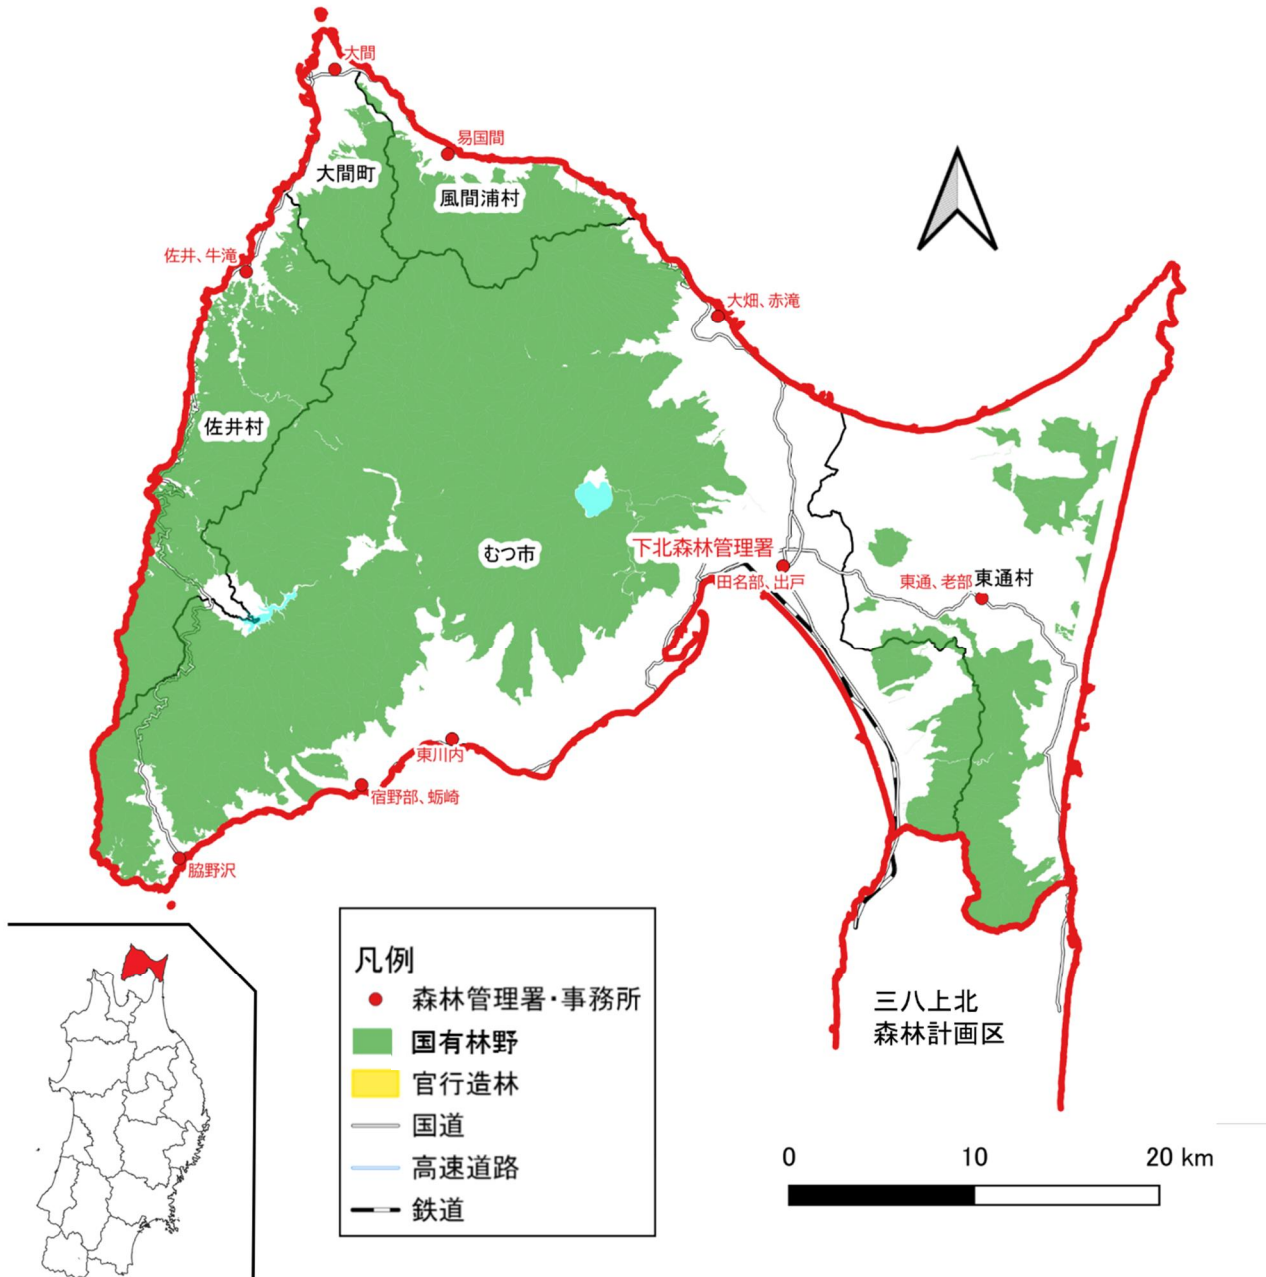 大間
易国間
大間町
風間浦村
佐井、牛滝
大畑、赤滝
佐井村
むつ市
下北森林管理署
田名部、出戸
東通、老部
東通村
東川内
宿野部、蛎崎
脇野沢
凡例
森林管理署・事務所
国有林野
官行造林
国道
高速道路
鉄道
三八上北
森林計画区
0 10 20 km